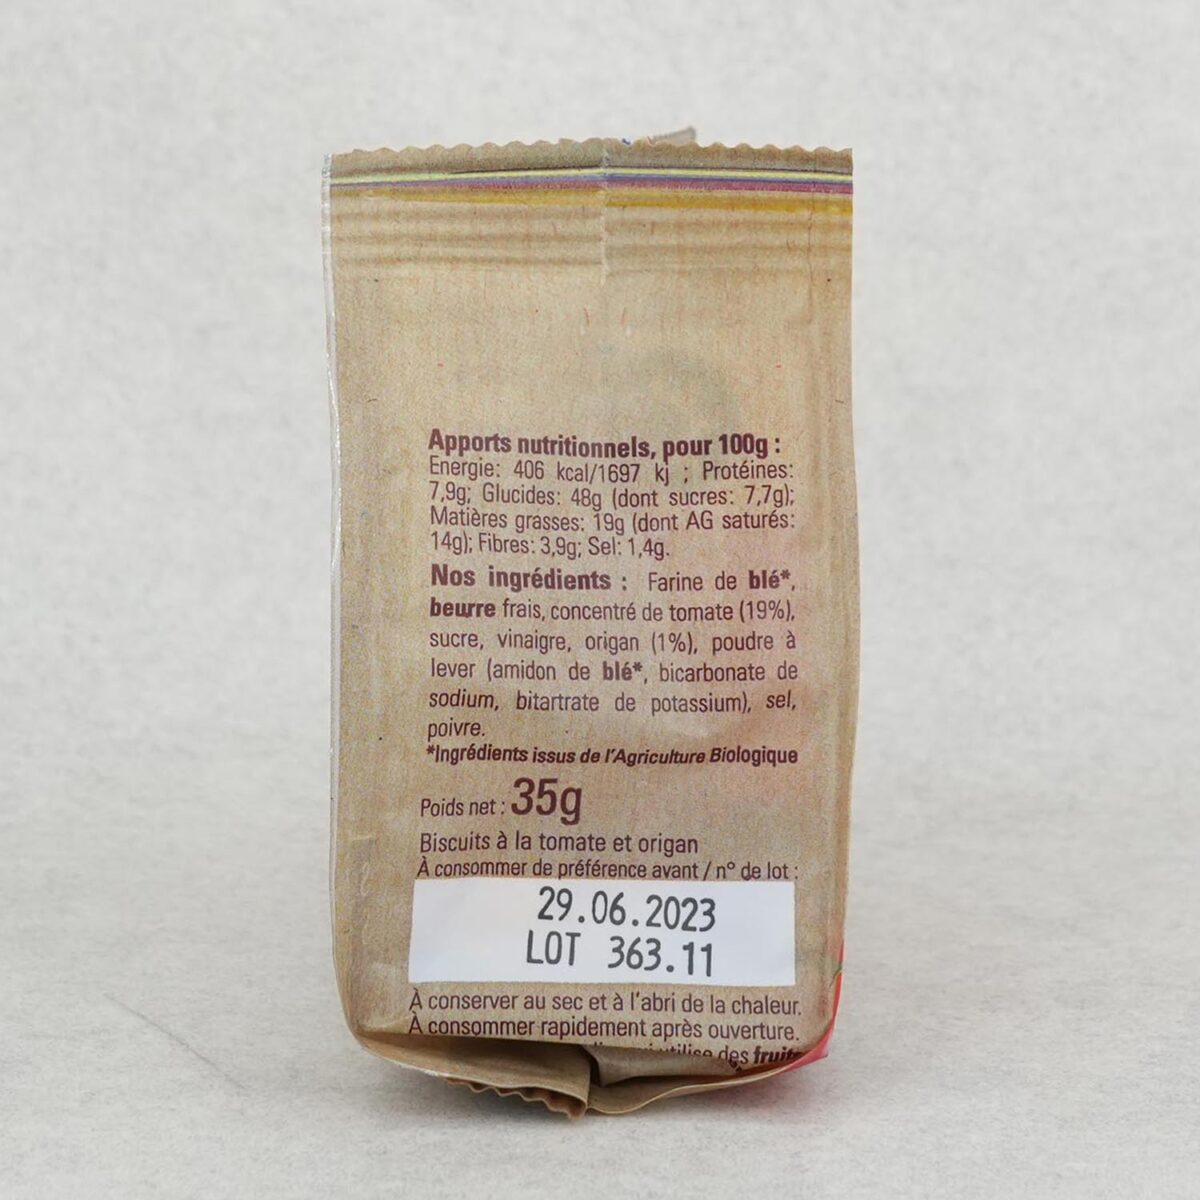 Apports nutritionnels, pour 100g :
Energie: 406 kcal/1697 kj ; Protéines:
7,9g; Glucides: 48g (dont sucres: 7,7g);
Matières grasses: 19g (dont AG saturés:
14g); Fibres: 3,9g; Sel: 1,4g.
Nos ingrédients : Farine de blé*,
beurre frais, concentré de tomate (19%),
sucre, vinaigre, origan (1%), poudre à
lever (amidon de blé*, bicarbonate de
sodium, bitartrate de potassium), sel,
poivre.
*Ingrédients issus de l'Agriculture Biologique
Poids net : 35g
Biscuits à la tomate et origan
À consommer de préférence avant / n° de lot :
29.06.2023
LOT 363.11
À conserver au sec et à l'abri de la chaleur.
À consommer rapidement après ouverture.
utilise des fruits